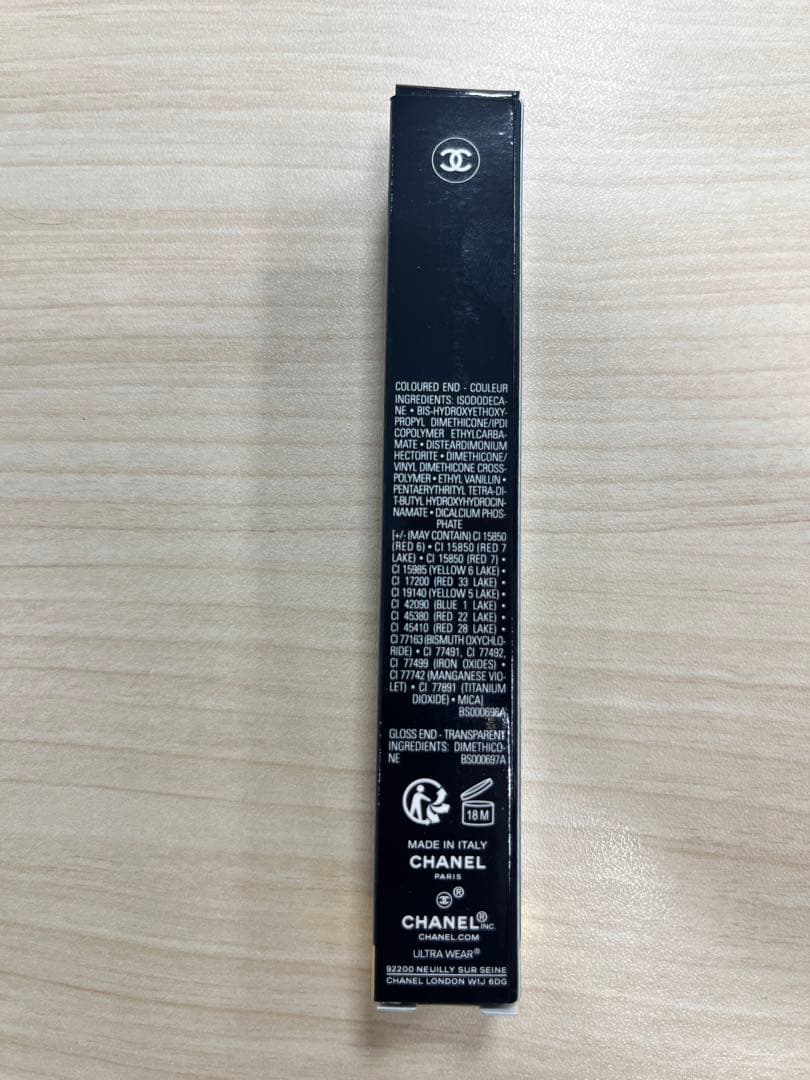 COLOURED END - COULEUR
INGREDIENTS: ISODODECA-
NE • BIS-HYDROXYETHOXY-
PROPYL DIMETHICONE/IPDI
COPOLYMER ETHYLCARBA-
MATE • DISTEARDIMONIUM
HECTORITE • DIMETHICONE/
VINYL DIMETHICONE CROSS-
POLYMER • ETHYL VANILLIN •
PENTAERYTHRITYL TETRA-DI-
T-BUTYL HYDROXYHYDROCIN-
NAMATE • DICALCIUM PHOS-
PHATE
[+/- (MAY CONTAIN) CI 15850
(RED 6) • CI 15850 (RED 7
LAKE) • CI 15850 (RED 7) •
CI 15985 (YELLOW 6 LAKE) •
CI 17200 (RED 33 LAKE) •
CI 19140 (YELLOW 5 LAKE) •
CI 42090 (BLUE 1 LAKE) •
CI 45380 (RED 22 LAKE) •
CI 45410 (RED 28 LAKE) •
CI 77163 (BISMUTH OXYCHLO-
RIDE) • CI 77491, CI 77492,
CI 77499 (IRON OXIDES) •
CI 77742 (MANGANESE VIO-
LET) • CI 77891 (TITANIUM
DIOXIDE) • MICA]
BS000696A
GLOSS END - TRANSPARENT
INGREDIENTS: DIMETHICO-
NE BS000697A
18 M
MADE IN ITALY
CHANEL
PARIS
®
CHANEL® INC.
CHANEL.COM
ULTRA WEAR®
92200 NEUILLY SUR SEINE
CHANEL LONDON W1J 6DG